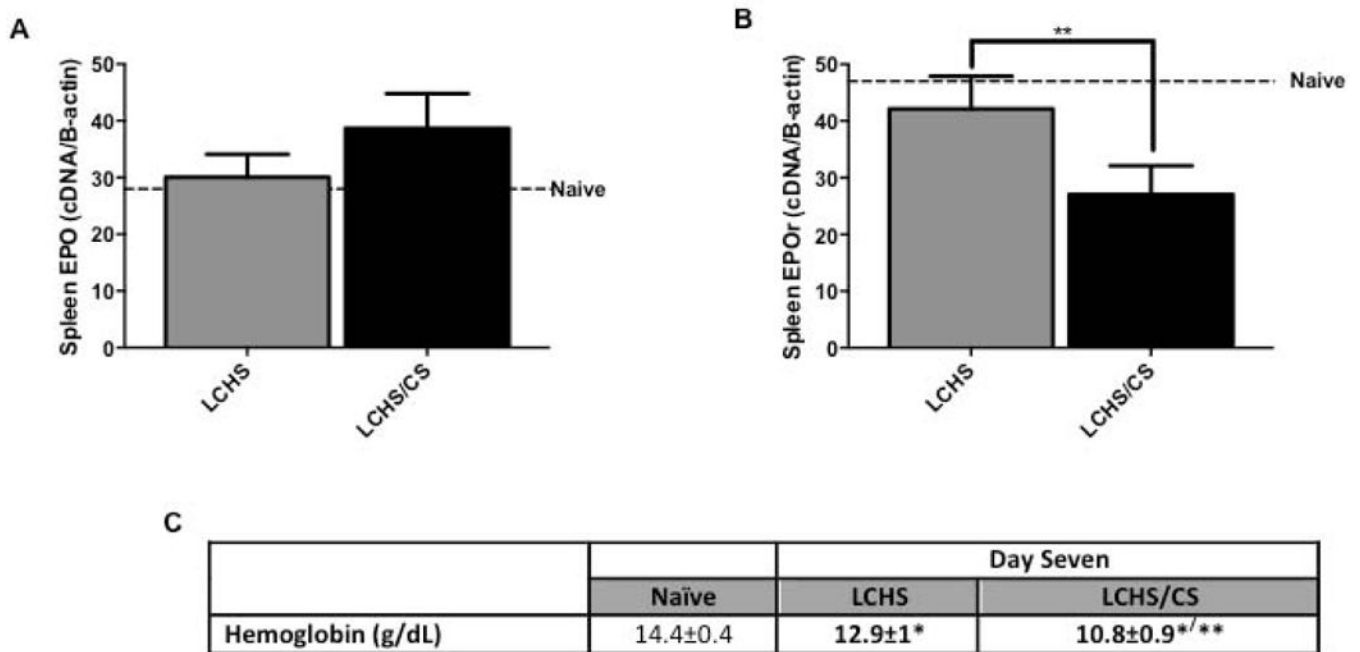 A
Spleen EPO (cDNA/B-actin)
50
40
30
20
10
0
Naive
LCHS
LCHS/CS
B
**
Spleen EPOr (cDNA/B-actin)
50
40
30
20
10
0
Naive
LCHS
LCHS/CS
C
Day Seven
Naïve LCHS LCHS/CS
Hemoglobin (g/dL) 14.4±0.4 12.9±1* 10.8±0.9*/**